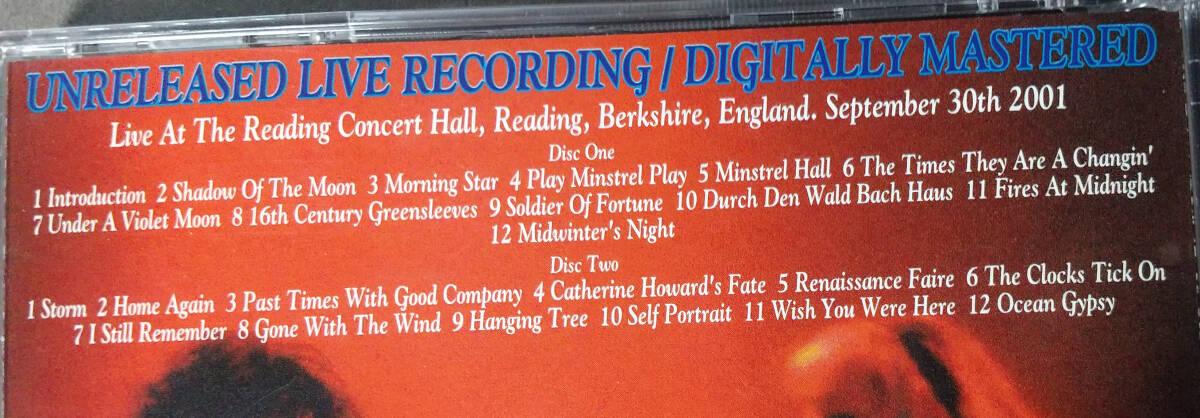 UNRELEASED LIVE RECORDING / DIGITALLY MASTERED
Live At The Reading Concert Hall, Reading, Berkshire, England. September 30th 2001
Disc One
1 Introduction 2 Shadow Of The Moon 3 Morning Star 4 Play Minstrel Play 5 Minstrel Hall 6 The Times They Are A Changin'
7 Under A Violet Moon 8 16th Century Greensleeves 9 Soldier Of Fortune 10 Durch Den Wald Bach Haus 11 Fires At Midnight
12 Midwinter's Night
Disc Two
1 Storm 2 Home Again 3 Past Times With Good Company 4 Catherine Howard's Fate 5 Renaissance Faire 6 The Clocks Tick On
7 I Still Remember 8 Gone With The Wind 9 Hanging Tree 10 Self Portrait 11 Wish You Were Here 12 Ocean Gypsy